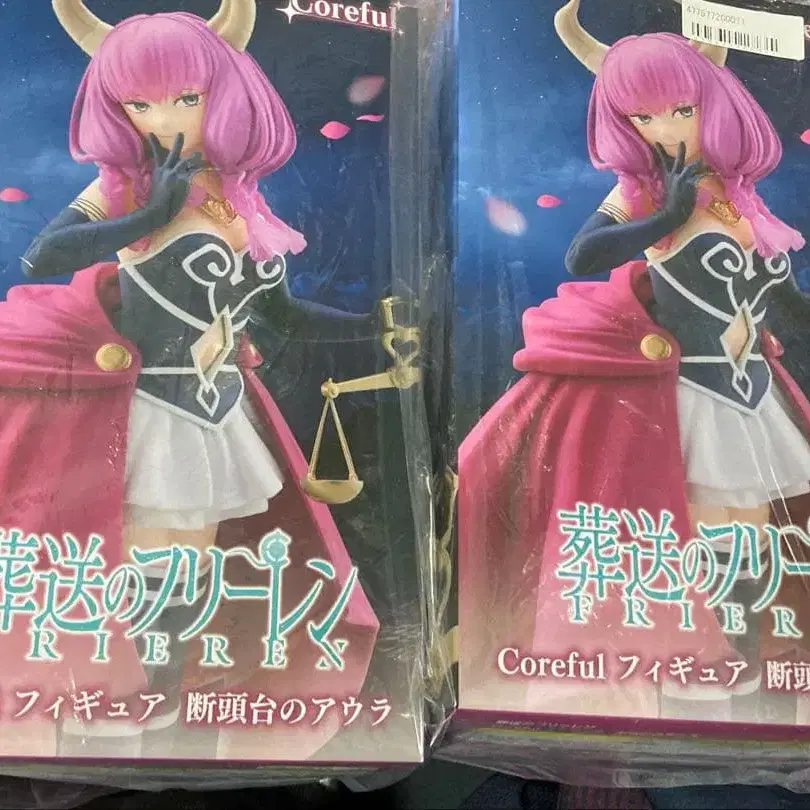 Coreful
葬送のフリーレン
FRIEREN
フィギュア 断頭台のアウラ
葬送のフリー
FRIER
Coreful フィギュア 断頭